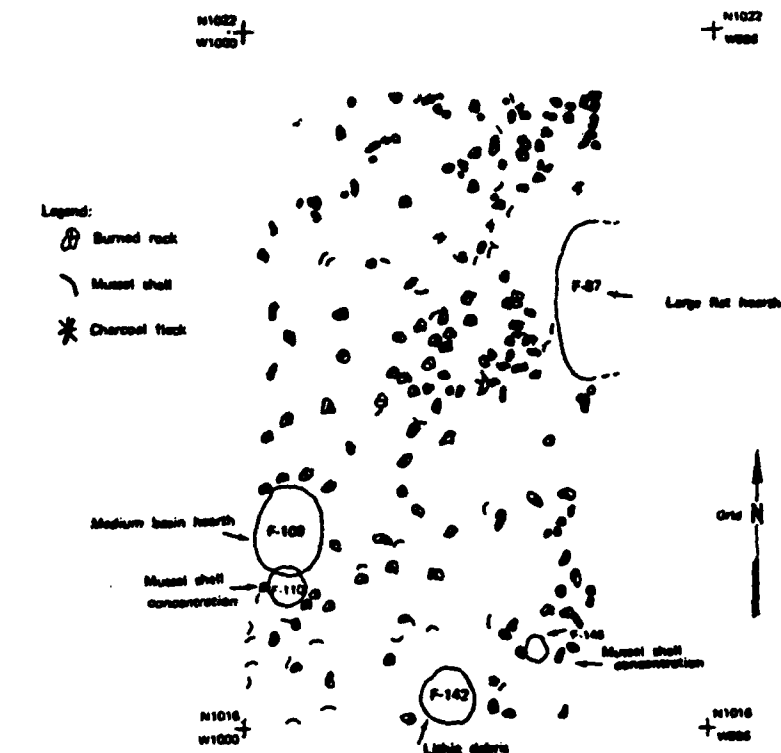 N1022
W1000
N1022
Legend:
Burned rock
Mussel shell
Charcoal fleck
F-87
Large flat hearth
Medium basin hearth
F-109
Grid N
Mussel shell
concentration
F-110
Mussel shell
concentration
F-142
N1016
W1000
N1016
Lithic debris